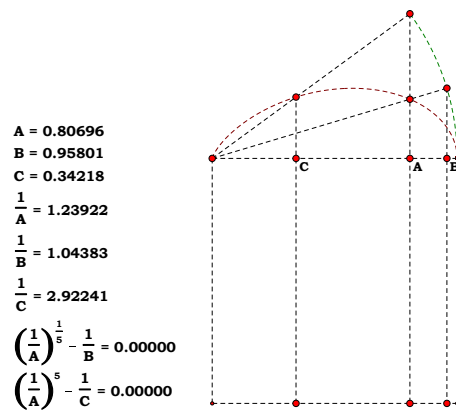 A = 0.80696
B = 0.95801
C = 0.34218
1/A = 1.23922
1/B = 1.04383
1/C = 2.92241
(1/A)^(1/5) - 1/B = 0.00000
(1/A)^5 - 1/C = 0.00000
C A B